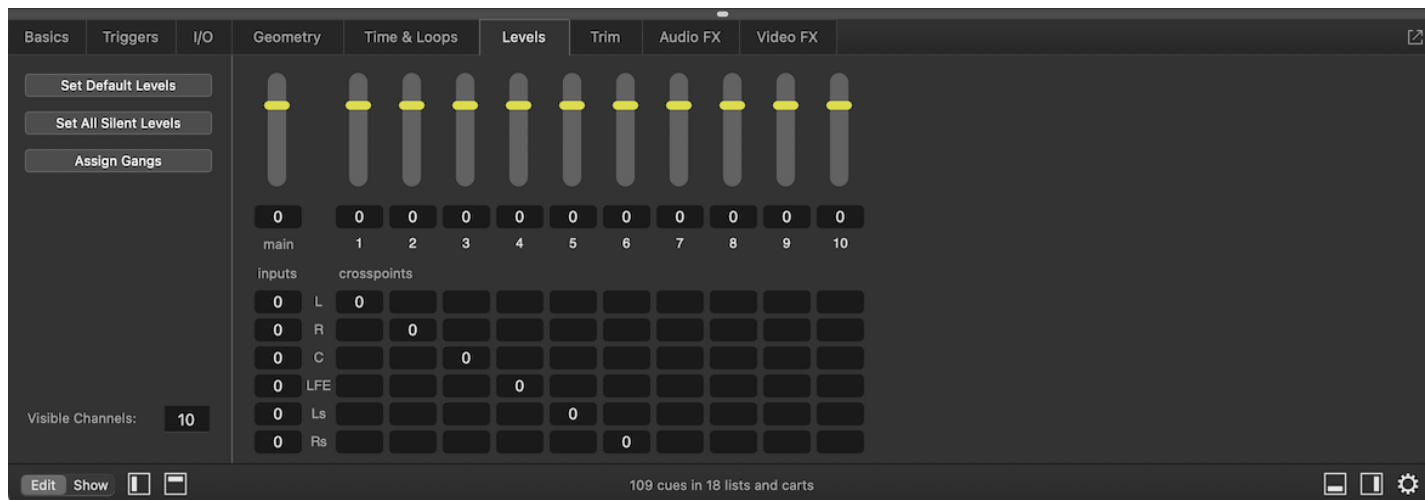 Basics Triggers I/O Geometry Time & Loops Levels Trim Audio FX Video FX
Set Default Levels
Set All Silent Levels
Assign Gangs
0 0 0 0 0 0 0 0 0 0 0
main 1 2 3 4 5 6 7 8 9 10
inputs crosspoints
0 L 0
0 R 0
0 C 0
0 LFE 0
0 Ls 0
0 Rs 0
Visible Channels: 10
Edit Show 109 cues in 18 lists and carts